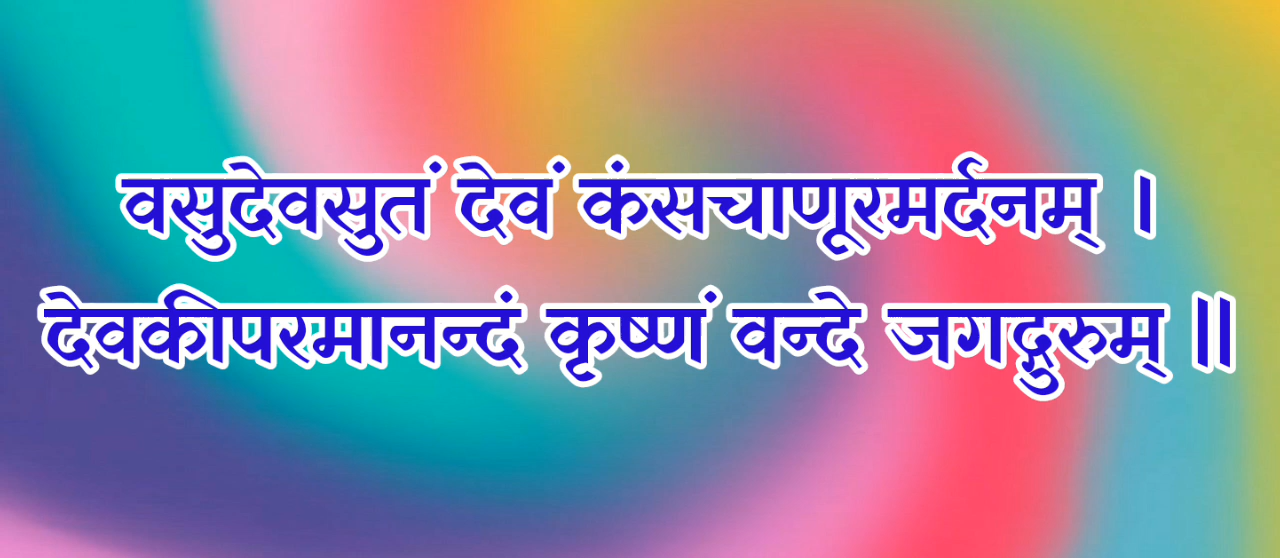 वसुदेवसुतं देवं कंसचाणूरमर्दनम् ।
देवकीपरमानन्दं कृष्णं वन्दे जगद्गुरुम् ॥